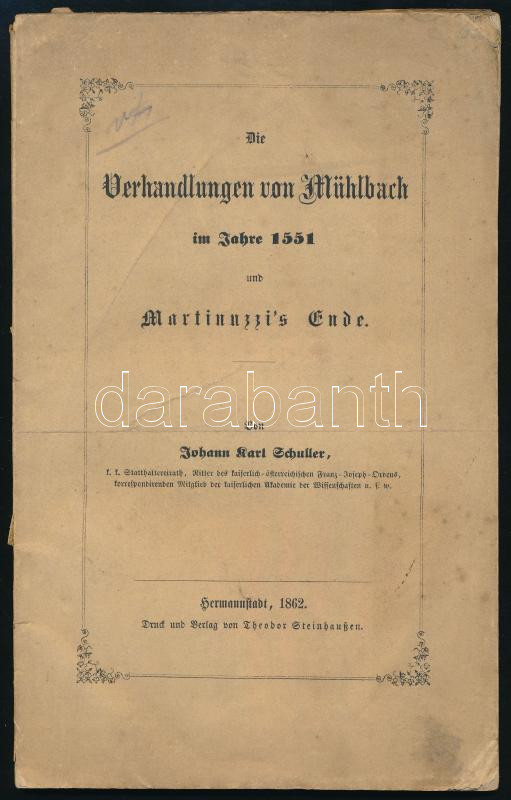 Die
Verhandlungen von Mühlbach
im Jahre 1551
und
Martinuzzi's Ende.
darabanth
Von
Johann Karl Schuller,
k. k. Statthaltereirath, Ritter des kaiserlich-österreichischen Franz-Joseph-Ordens,
korrespondirenden Mitglied der kaiserlichen Akademie der Wissenschaften u. s. w.
Hermannstadt, 1862.
Druck und Verlag von Theodor Steinhaußen.